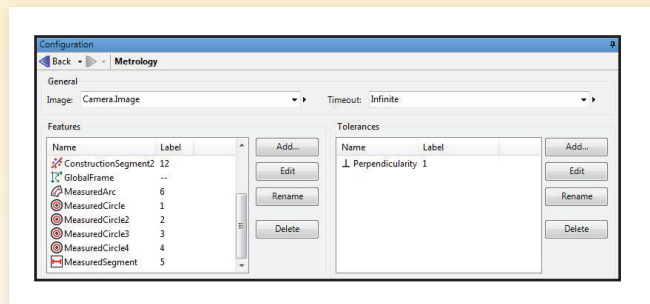 Configuration
Back Metrology
General
Image: Camera.Image Timeout: Infinite
Features Tolerances
Name Label Add... Name Label Add...
ConstructionSegment2 12 ⊥ Perpendicularity 1
GlobalFrame -- Edit Edit
MeasuredArc 6
MeasuredCircle 1 Rename Rename
MeasuredCircle2 2
MeasuredCircle3 3 Delete Delete
MeasuredCircle4 4
MeasuredSegment 5